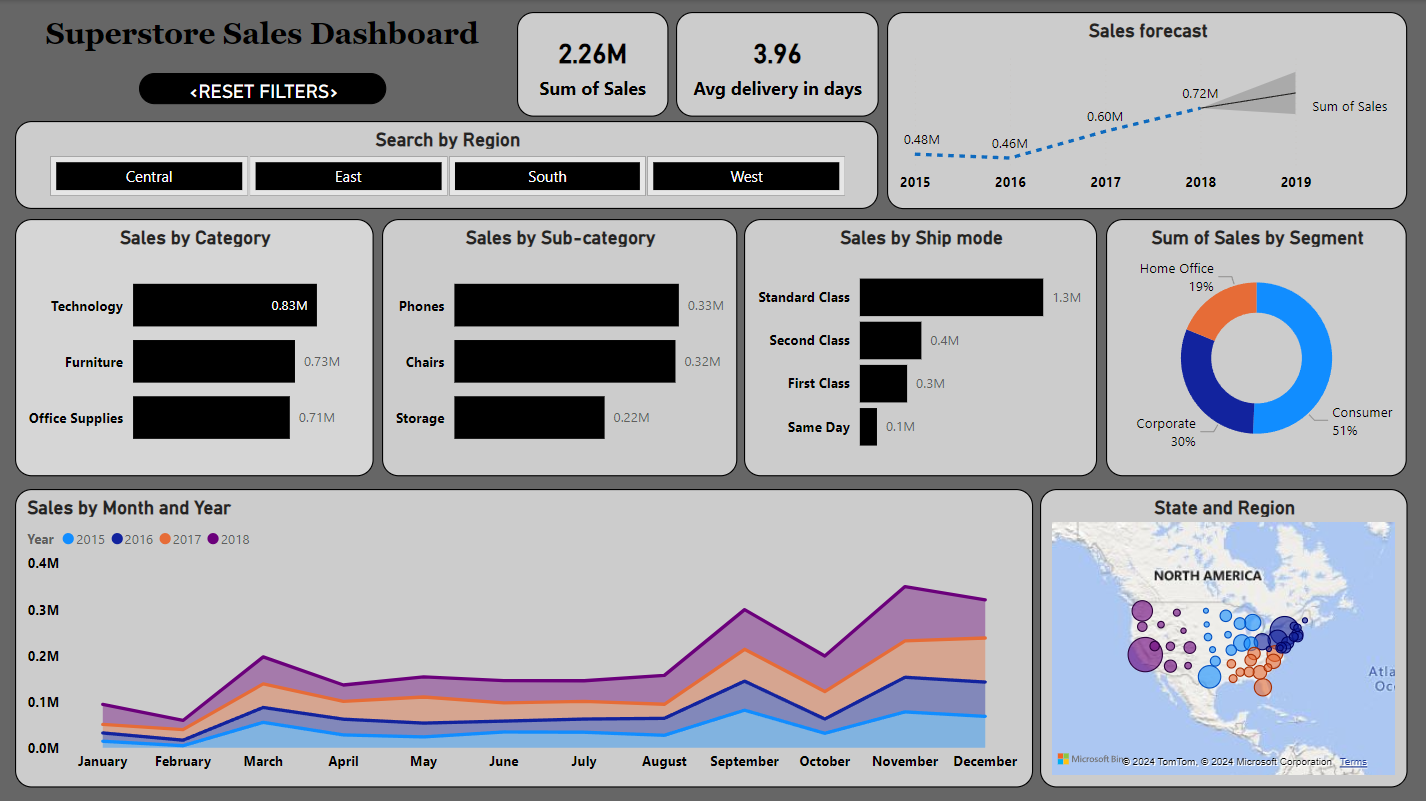 Superstore Sales Dashboard
<RESET FILTERS>
2.26M
Sum of Sales
3.96
Avg delivery in days
Sales forecast
0.48M
0.46M
0.60M
0.72M
Sum of Sales
2015 2016 2017 2018 2019
Search by Region
Central East South West
Sales by Category
Technology 0.83M
Furniture 0.73M
Office Supplies 0.71M
Sales by Sub-category
Phones 0.33M
Chairs 0.32M
Storage 0.22M
Sales by Ship mode
Standard Class 1.3M
Second Class 0.4M
First Class 0.3M
Same Day 0.1M
Sum of Sales by Segment
Home Office
19%
Corporate
30%
Consumer
51%
Sales by Month and Year
Year 2015 2016 2017 2018
0.4M
0.3M
0.2M
0.1M
0.0M
January February March April May June July August September October November December
State and Region
NORTH AMERICA
Atla
Oc
Microsoft Bin © 2024 TomTom, © 2024 Microsoft Corporation Terms